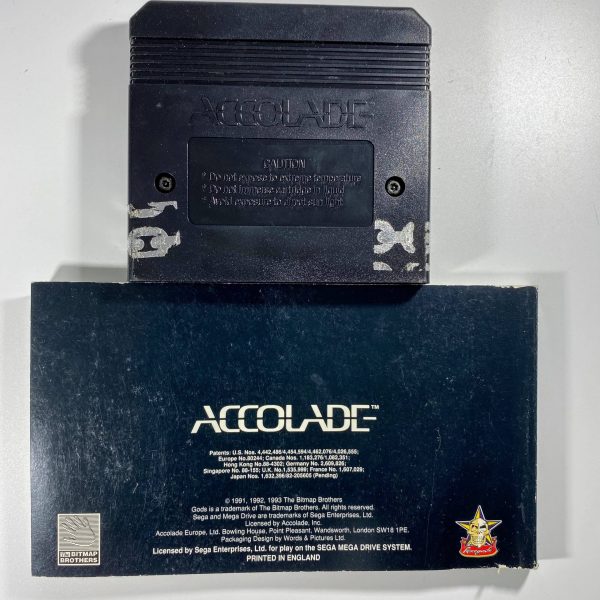 ACCOLADE
CAUTION
* Do not expose to extreme temperature
* Do not immerse cartridge in liquid
* Avoid exposure to direct sun light
ACCOLADE™
Patents: U.S. Nos. 4,442,486/4,454,594/4,462,076/4,026,555;
Europe No.80244; Canada Nos. 1,183,276/1,082,351;
Hong Kong No.88-4302; Germany No. 2,609,826;
Singapore No. 88-155; U.K. No.1,535,999; France No. 1,607,029;
Japan Nos. 1,632,396/82-205605 (Pending)
© 1991, 1992, 1993 The Bitmap Brothers
Gods is a trademark of The Bitmap Brothers. All rights reserved.
Sega and Mega Drive are trademarks of Sega Enterprises, Ltd.
Licensed by Accolade, Inc.
Accolade Europe, Ltd. Bowling House, Point Pleasant, Wandsworth, London SW18 1PE.
Packaging Design by Words & Pictures Ltd.
Licensed by Sega Enterprises, Ltd. for play on the SEGA MEGA DRIVE SYSTEM.
PRINTED IN ENGLAND
THE BITMAP
BROTHERS
Renegade